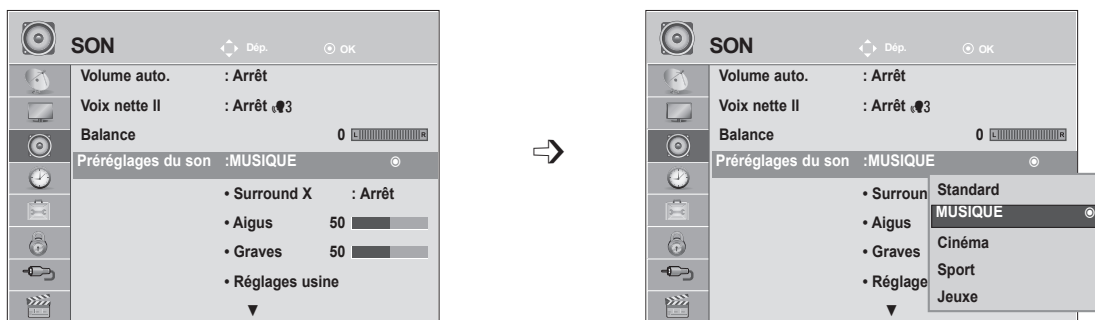 SON Dép. OK
Volume auto. : Arrêt
Voix nette II : Arrêt 3
Balance 0 L R
Préréglages du son :MUSIQUE
• Surround X : Arrêt
• Aigus 50
• Graves 50
• Réglages usine
▼
SON Dép. OK
Volume auto. : Arrêt
Voix nette II : Arrêt 3
Balance 0 L R
Préréglages du son :MUSIQUE
• Surroun
• Aigus
• Graves
• Réglage
▼
Standard
MUSIQUE
Cinéma
Sport
Jeuxe